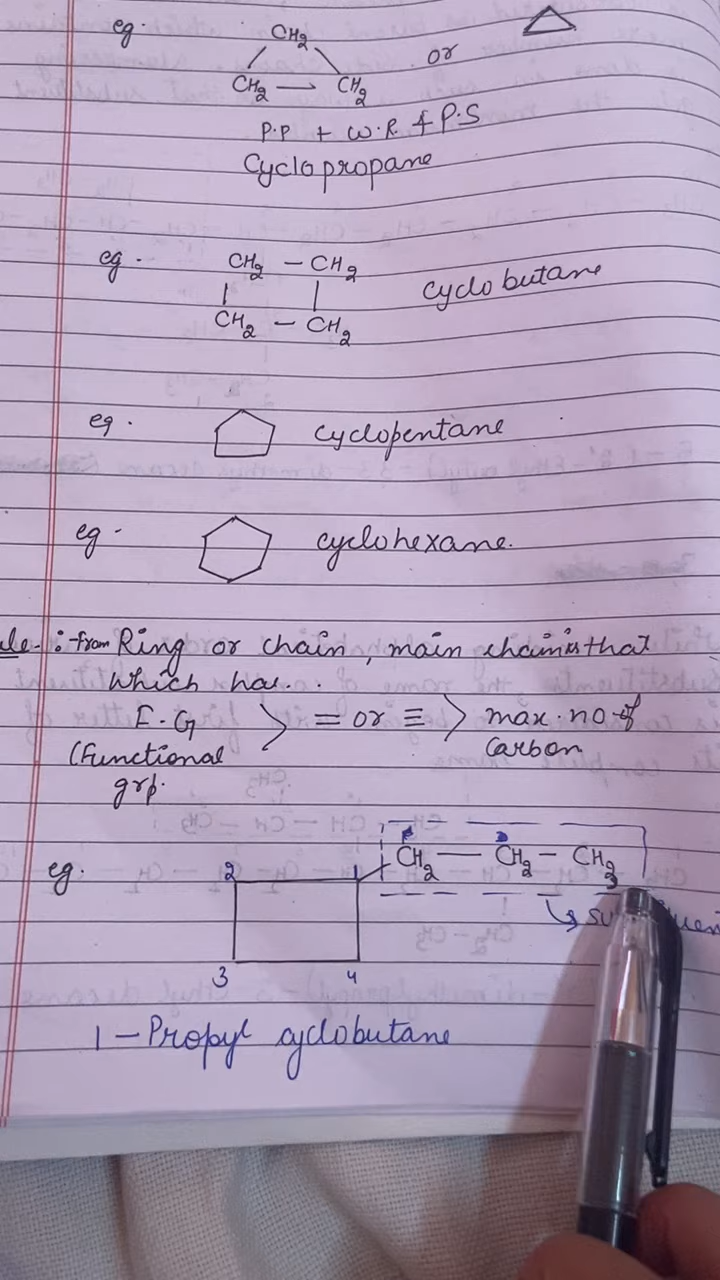 eg.
CH2
CH2 — CH2 or
P.P + W.R + P.S
Cyclopropane
eg.
CH2 — CH2
CH2 — CH2
Cyclobutane
eg.
Cyclopentane
eg.
Cyclohexane.
from Ring or chain, main chain is that
which has..
F.G > = or ≡ > max. no of
(Functional carbon
grp.
eg.
2 1 CH2 — CH2 — CH3
3 4
1 - Propyl cyclobutane